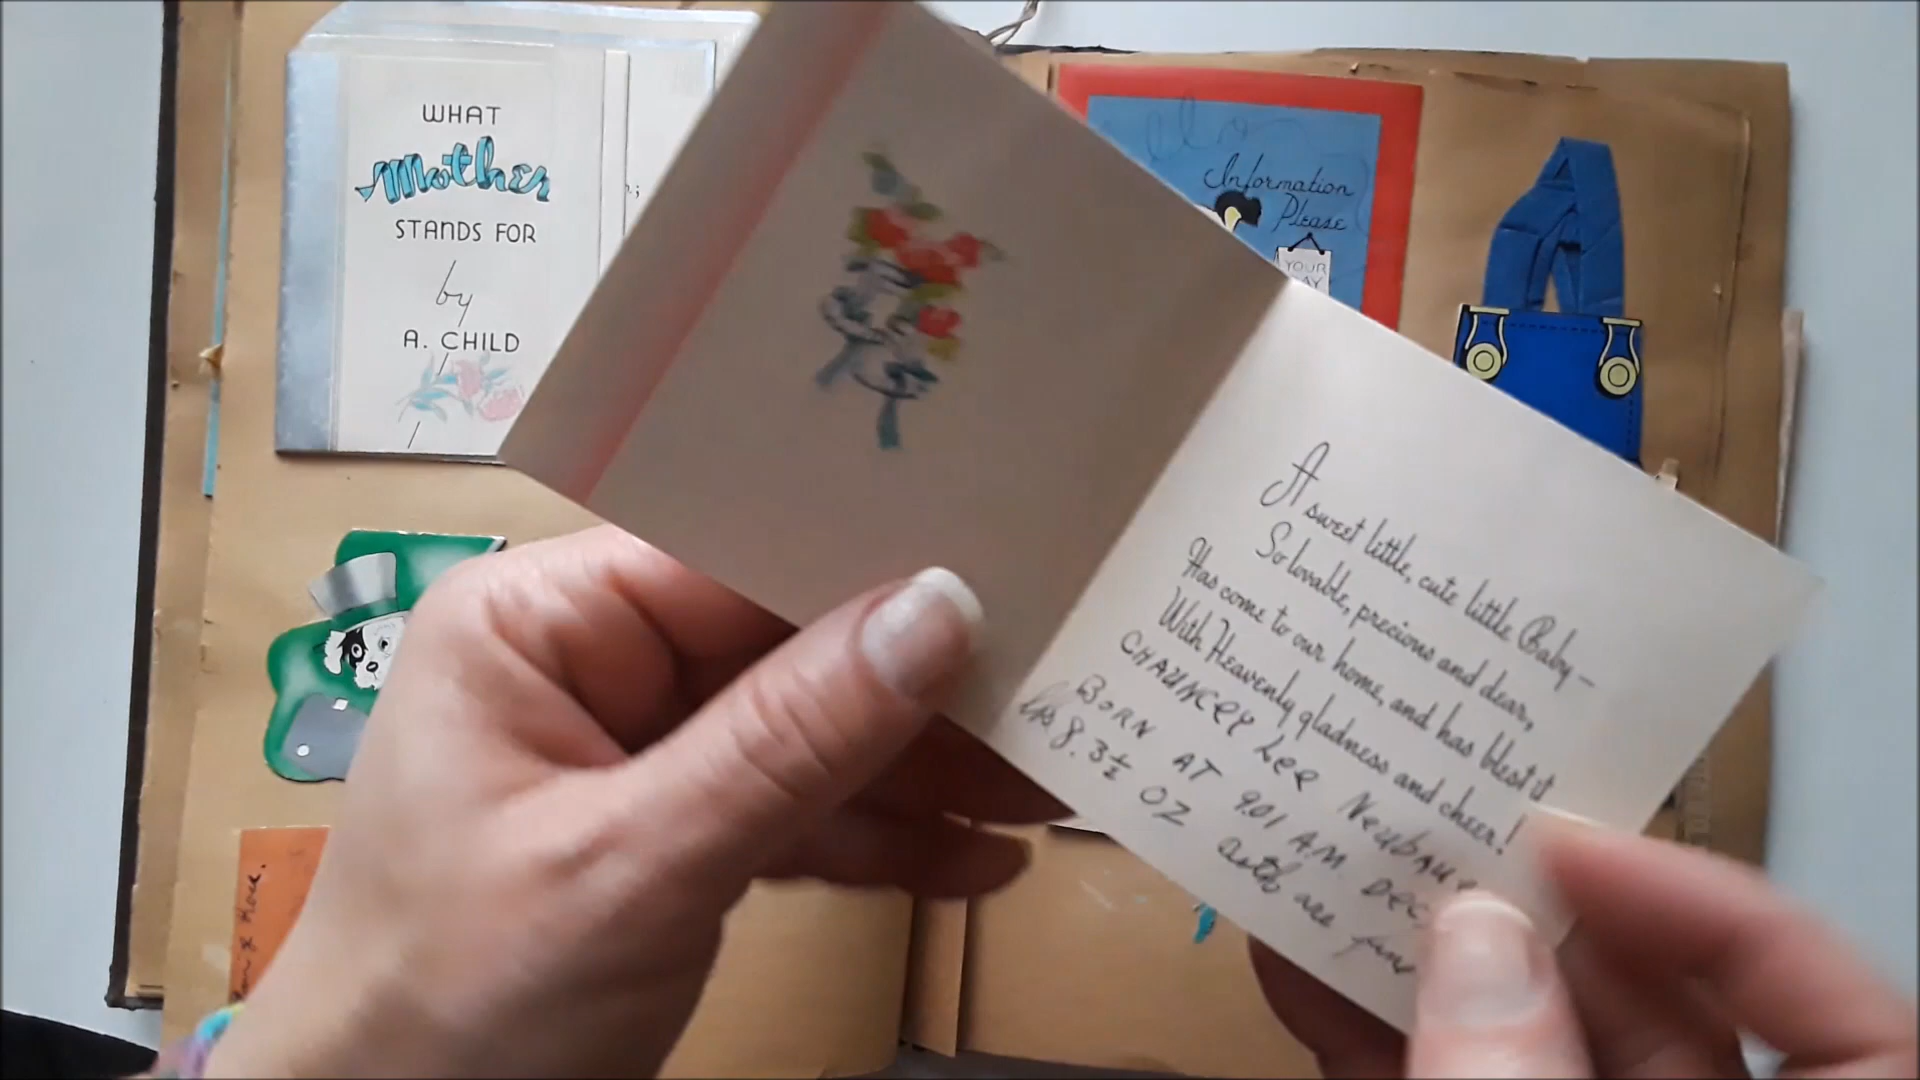 WHAT
Mother
STANDS FOR
by
A. CHILD
Information
Please
YOUR
A sweet little, cute little Baby—
So lovable, precious and dear,
Has come to our home, and has blest it
With Heavenly gladness and cheer!
CHAUNCEY Lee
BORN AT 9:01 AM DEC
8. 3½ OZ are